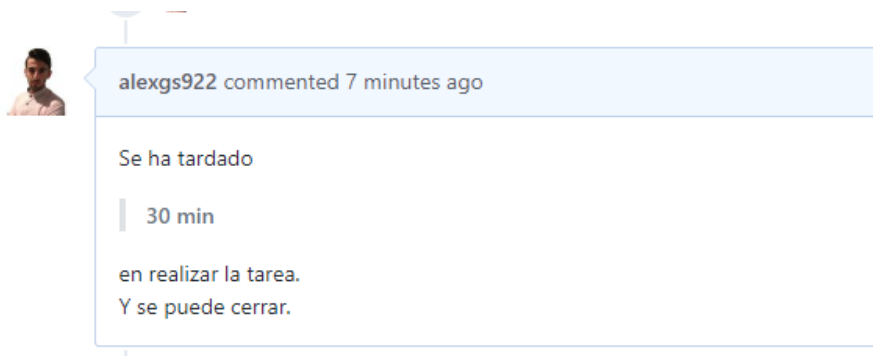 alexgs922 commented 7 minutes ago
Se ha tardado
30 min
en realizar la tarea.
Y se puede cerrar.